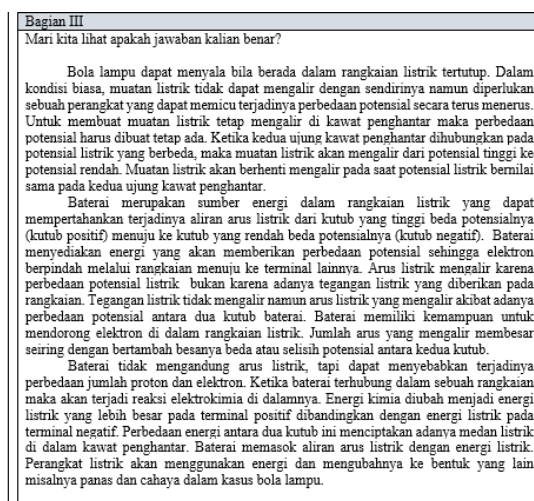 Bagian III
Mari kita lihat apakah jawaban kalian benar?
Bola lampu dapat menyala bila berada dalam rangkaian listrik tertutup. Dalam
kondisi biasa, muatan listrik tidak dapat mengalir dengan sendirinya namun diperlukan
sebuah perangkat yang dapat memicu terjadinya perbedaan potensial secara terus menerus.
Untuk membuat muatan listrik tetap mengalir di kawat penghantar maka perbedaan
potensial harus dibuat tetap ada. Ketika kedua ujung kawat penghantar dihubungkan pada
potensial listrik yang berbeda, maka muatan listrik akan mengalir dari potensial tinggi ke
potensial rendah. Muatan listrik akan berhenti mengalir pada saat potensial listrik bernilai
sama pada kedua ujung kawat penghantar.
Baterai merupakan sumber energi dalam rangkaian listrik yang dapat
mempertahankan terjadinya aliran arus listrik dari kutub yang tinggi beda potensialnya
(kutub positif) menuju ke kutub yang rendah beda potensialnya (kutub negatif). Baterai
menyediakan energi yang akan memberikan perbedaan potensial sehingga elektron
berpindah melalui rangkaian menuju ke terminal lainnya. Arus listrik mengalir karena
perbedaan potensial listrik bukan karena adanya tegangan listrik yang diberikan pada
rangkaian. Tegangan listrik tidak mengalir namun arus listrik yang mengalir akibat adanya
perbedaan potensial antara dua kutub baterai. Baterai memiliki kemampuan untuk
mendorong elektron di dalam rangkaian listrik. Jumlah arus yang mengalir membesar
seiring dengan bertambah besanya beda atau selisih potensial antara kedua kutub.
Baterai tidak mengandung arus listrik, tapi dapat menyebabkan terjadinya
perbedaan jumlah proton dan elektron. Ketika baterai terhubung dalam sebuah rangkaian
maka akan terjadi reaksi elektrokimia di dalamnya. Energi kimia diubah menjadi energi
listrik yang lebih besar pada terminal positif dibandingkan dengan energi listrik pada
terminal negatif. Perbedaan energi antara dua kutub ini menciptakan adanya medan listrik
di dalam kawat penghantar. Baterai memasok aliran arus listrik dengan energi listrik.
Perangkat listrik akan menggunakan energi dan mengubahnya ke bentuk yang lain
misalnya panas dan cahaya dalam kasus bola lampu.